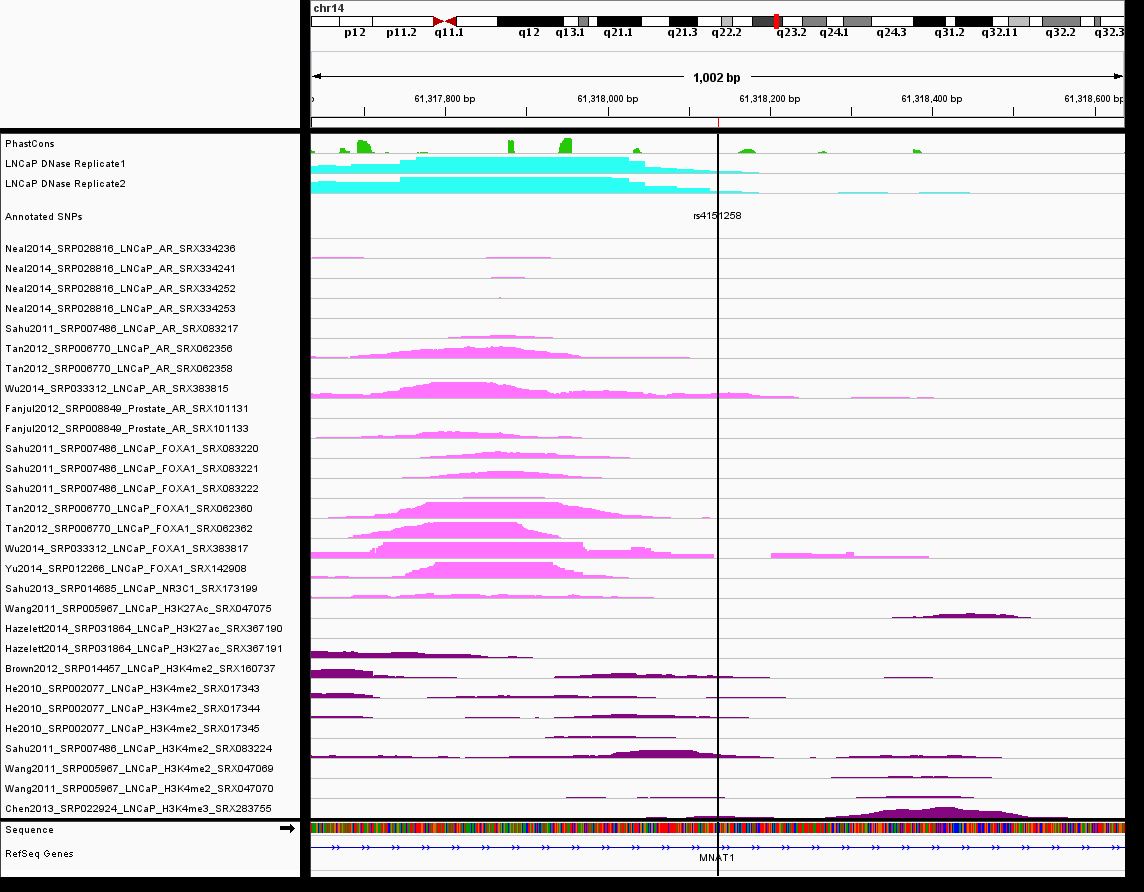 chr14
p12 p11.2 q11.1 q12 q13.1 q21.1 q21.3 q22.2 q23.2 q24.1 q24.3 q31.2 q32.11 q32.2 q32.3
1,002 bp
61,317,800 bp 61,318,000 bp 61,318,200 bp 61,318,400 bp 61,318,600 bp
PhastCons
LNCaP DNase Replicate1
LNCaP DNase Replicate2
Annotated SNPs rs4151258
Neal2014_SRP028816_LNCaP_AR_SRX334236
Neal2014_SRP028816_LNCaP_AR_SRX334241
Neal2014_SRP028816_LNCaP_AR_SRX334252
Neal2014_SRP028816_LNCaP_AR_SRX334253
Sahu2011_SRP007486_LNCaP_AR_SRX083217
Tan2012_SRP006770_LNCaP_AR_SRX062356
Tan2012_SRP006770_LNCaP_AR_SRX062358
Wu2014_SRP033312_LNCaP_AR_SRX383815
Fanjul2012_SRP008849_Prostate_AR_SRX101131
Fanjul2012_SRP008849_Prostate_AR_SRX101133
Sahu2011_SRP007486_LNCaP_FOXA1_SRX083220
Sahu2011_SRP007486_LNCaP_FOXA1_SRX083221
Sahu2011_SRP007486_LNCaP_FOXA1_SRX083222
Tan2012_SRP006770_LNCaP_FOXA1_SRX062360
Tan2012_SRP006770_LNCaP_FOXA1_SRX062362
Wu2014_SRP033312_LNCaP_FOXA1_SRX383817
Yu2014_SRP012266_LNCaP_FOXA1_SRX142908
Sahu2013_SRP014685_LNCaP_NR3C1_SRX173199
Wang2011_SRP005967_LNCaP_H3K27Ac_SRX047075
Hazelett2014_SRP031864_LNCaP_H3K27ac_SRX367190
Hazelett2014_SRP031864_LNCaP_H3K27ac_SRX367191
Brown2012_SRP014457_LNCaP_H3K4me2_SRX160737
He2010_SRP002077_LNCaP_H3K4me2_SRX017343
He2010_SRP002077_LNCaP_H3K4me2_SRX017344
He2010_SRP002077_LNCaP_H3K4me2_SRX017345
Sahu2011_SRP007486_LNCaP_H3K4me2_SRX083224
Wang2011_SRP005967_LNCaP_H3K4me2_SRX047069
Wang2011_SRP005967_LNCaP_H3K4me2_SRX047070
Chen2013_SRP022924_LNCaP_H3K4me3_SRX283755
Sequence
RefSeq Genes
MNAT1